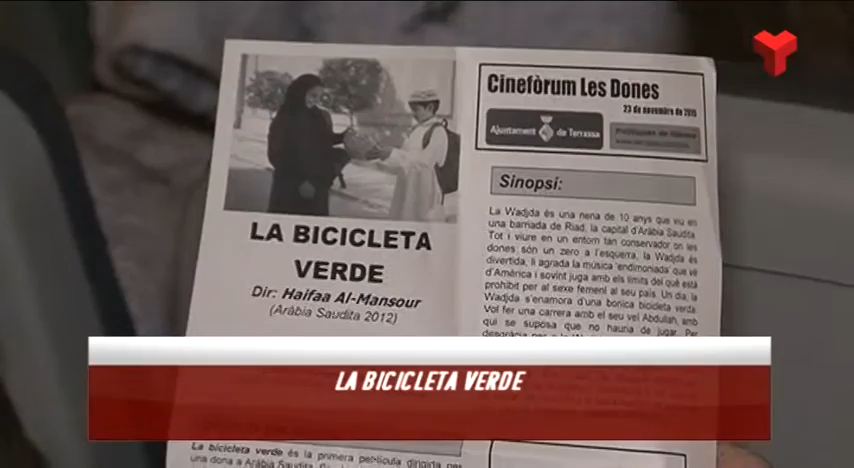 LA BICICLETA
VERDE
Dir: Haifaa Al-Mansour
(Aràbia Saudita 2012)
La bicicleta verde és la primera pel·lícula dirigida per
una dona a Aràbia Saudita
Cinefòrum Les Dones
23 de novembre de 2015
Ajuntament de Terrassa
Sinopsi:
La Wadjda és una nena de 10 anys que viu en
una barriada de Riad, la capital d'Aràbia Saudita
Tot i viure en un entorn tan conservador on les
dones són un zero a l'esquerra, la Wadjda és
divertida, li agrada la música 'endimoniada' que ve
d'Amèrica i sovint juga amb els límits del què està
prohibit per al sexe femení al seu país. Un dia, la
Wadjda s'enamora d'una bonica bicicleta verda.
Vol fer una carrera amb el seu veí Abdullah, amb
qui se suposa que no hauria de jugar. Per
LA BICICLETA VERDE